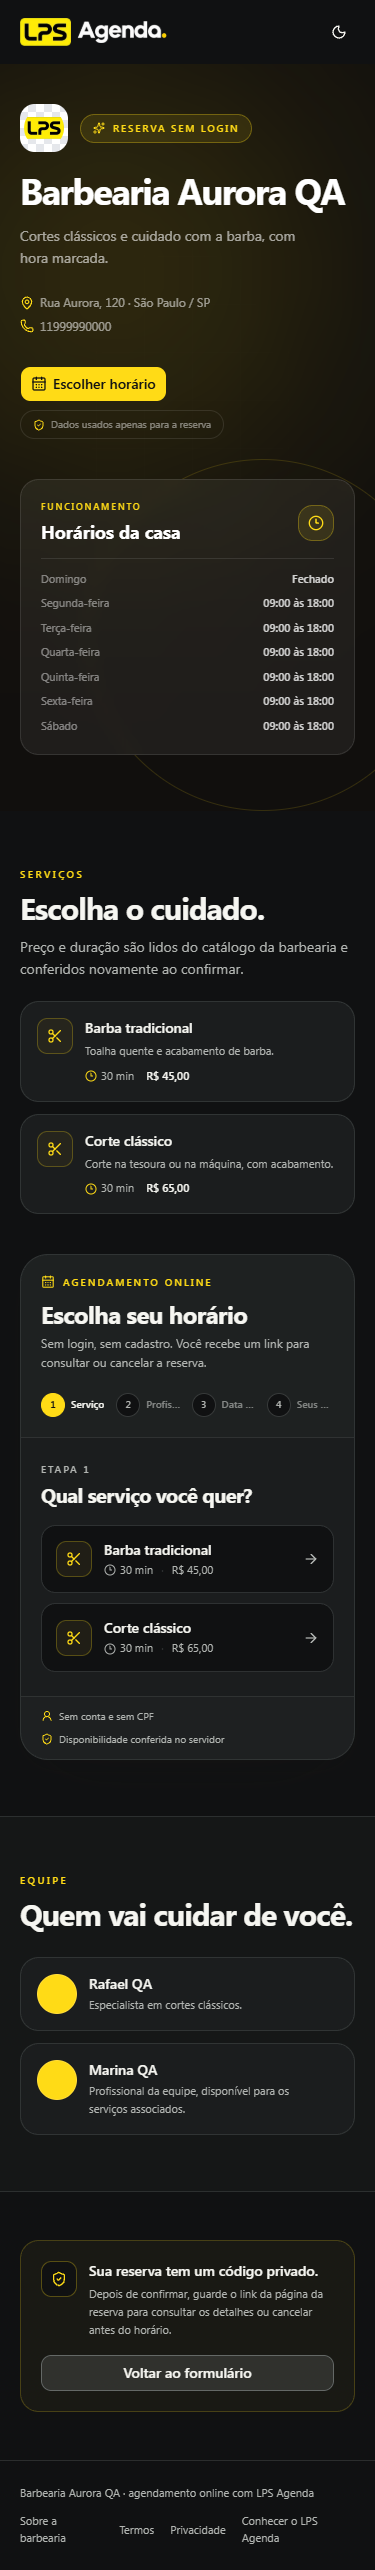 LPS Agenda.
LPS
RESERVA SEM LOGIN
Barbearia Aurora QA
Cortes clássicos e cuidado com a barba, com
hora marcada.
Rua Aurora, 120 · São Paulo / SP
11999990000
Escolher horário
Dados usados apenas para a reserva
FUNCIONAMENTO
Horários da casa
Domingo Fechado
Segunda-feira 09:00 às 18:00
Terça-feira 09:00 às 18:00
Quarta-feira 09:00 às 18:00
Quinta-feira 09:00 às 18:00
Sexta-feira 09:00 às 18:00
Sábado 09:00 às 18:00
SERVIÇOS
Escolha o cuidado.
Preço e duração são lidos do catálogo da barbearia e
conferidos novamente ao confirmar.
Barba tradicional
Toalha quente e acabamento de barba.
30 min R$ 45,00
Corte clássico
Corte na tesoura ou na máquina, com acabamento.
30 min R$ 65,00
AGENDAMENTO ONLINE
Escolha seu horário
Sem login, sem cadastro. Você recebe um link para
consultar ou cancelar a reserva.
1 Serviço 2 Profis... 3 Data ... 4 Seus ...
ETAPA 1
Qual serviço você quer?
Barba tradicional
30 min · R$ 45,00
Corte clássico
30 min · R$ 65,00
Sem conta e sem CPF
Disponibilidade conferida no servidor
EQUIPE
Quem vai cuidar de você.
Rafael QA
Especialista em cortes clássicos.
Marina QA
Profissional da equipe, disponível para os
serviços associados.
Sua reserva tem um código privado.
Depois de confirmar, guarde o link da página da
reserva para consultar os detalhes ou cancelar
antes do horário.
Voltar ao formulário
Barbearia Aurora QA · agendamento online com LPS Agenda
Sobre a
barbearia
Termos
Privacidade
Conhecer o LPS
Agenda